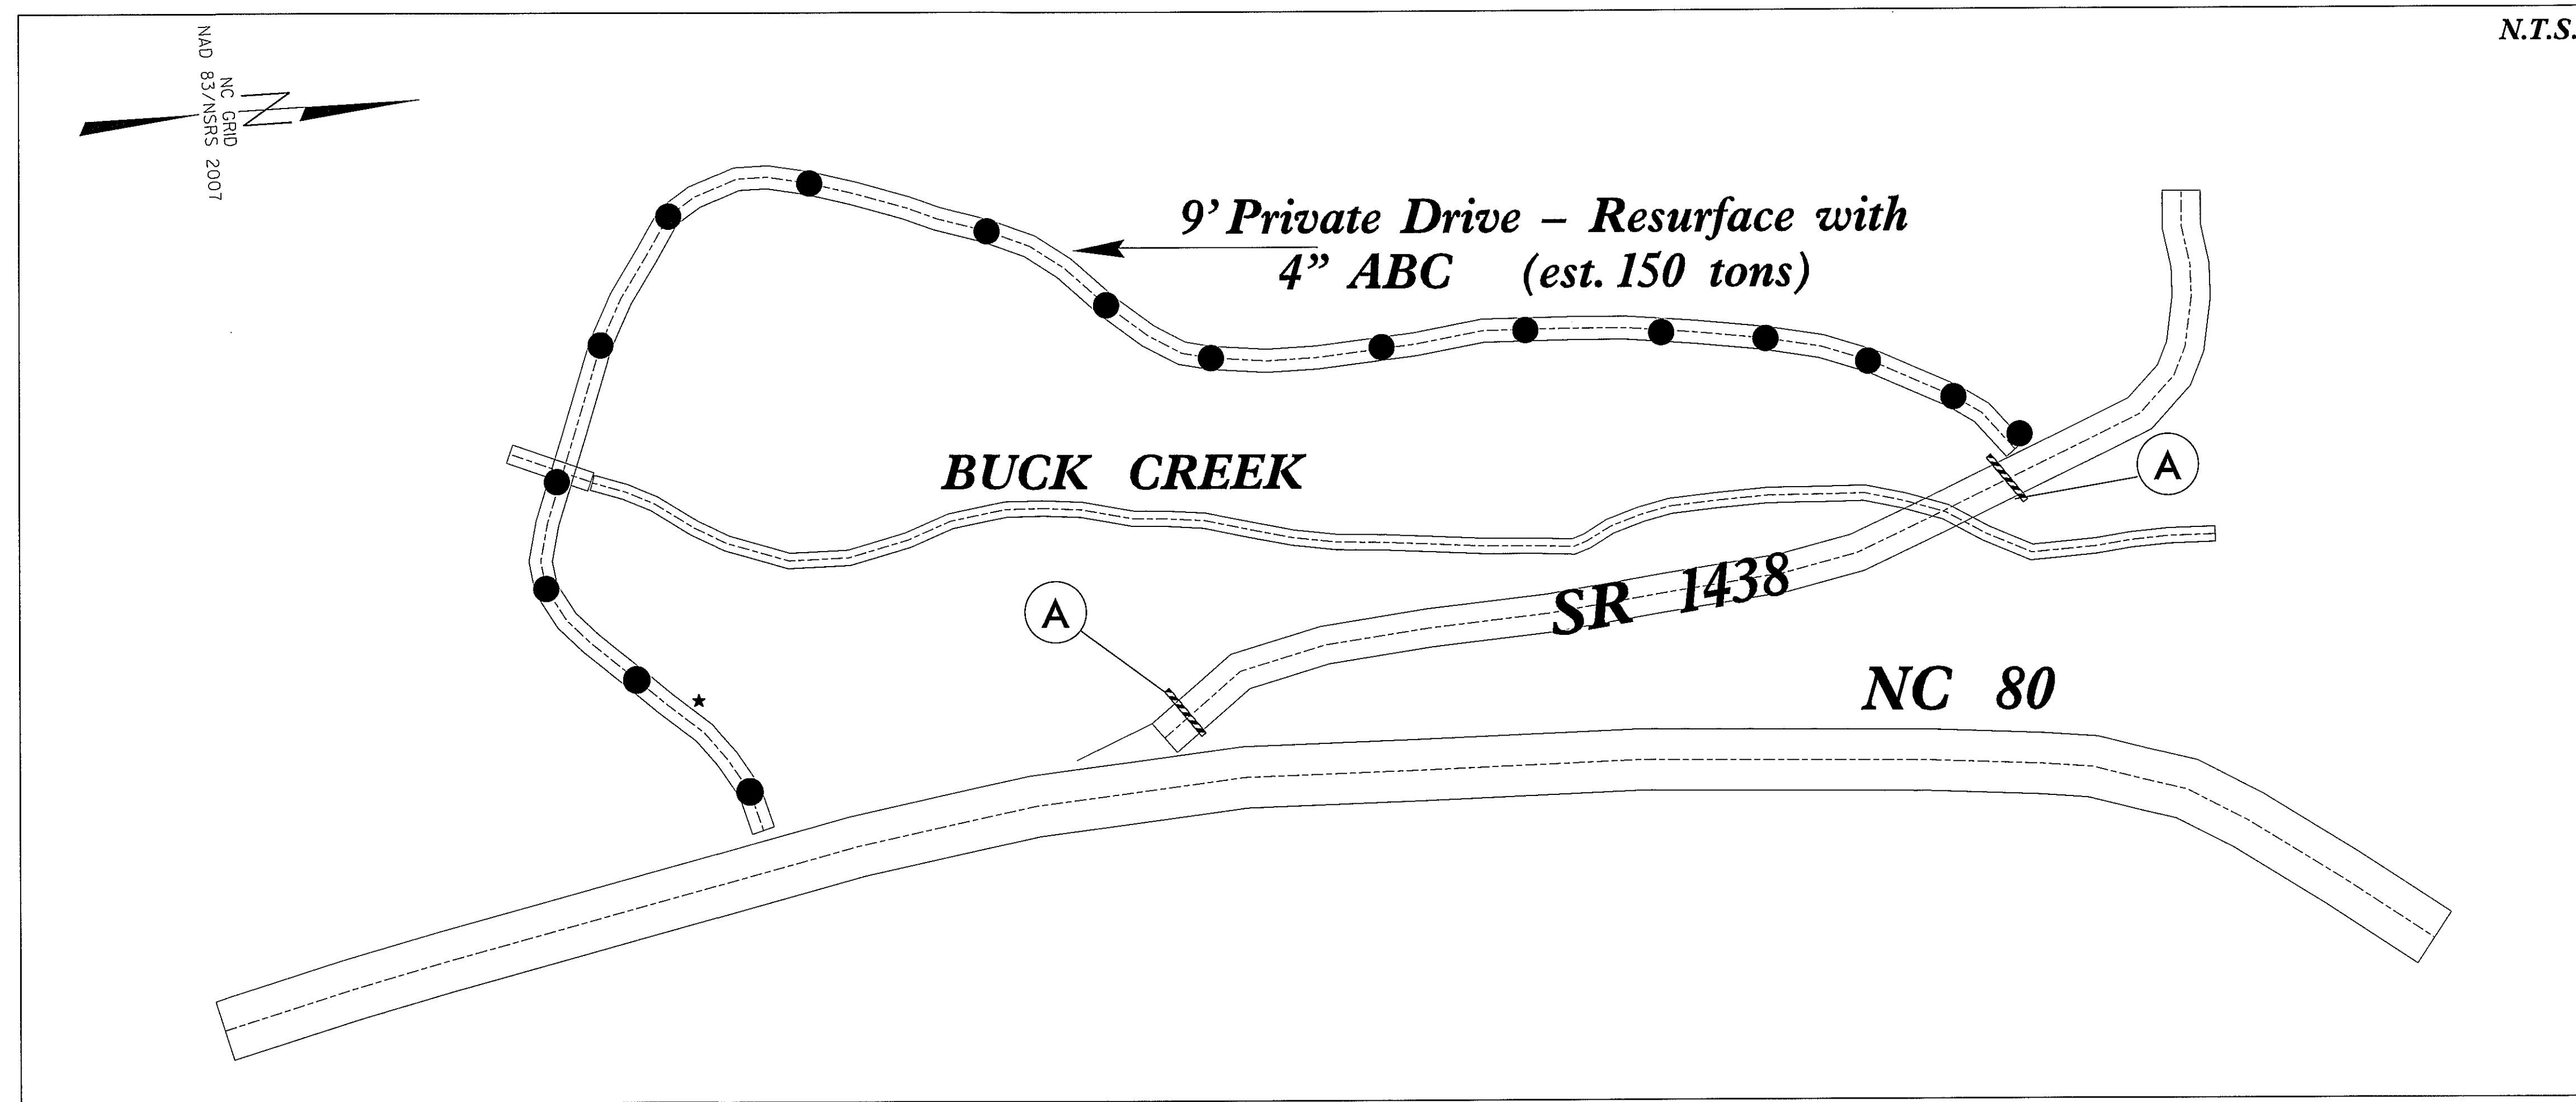 N.T.S.
NC GRID
NAD 83/NSRS 2007
N
9' Private Drive – Resurface with
4" ABC (est. 150 tons)
BUCK CREEK
A
A
SR 1438
NC 80